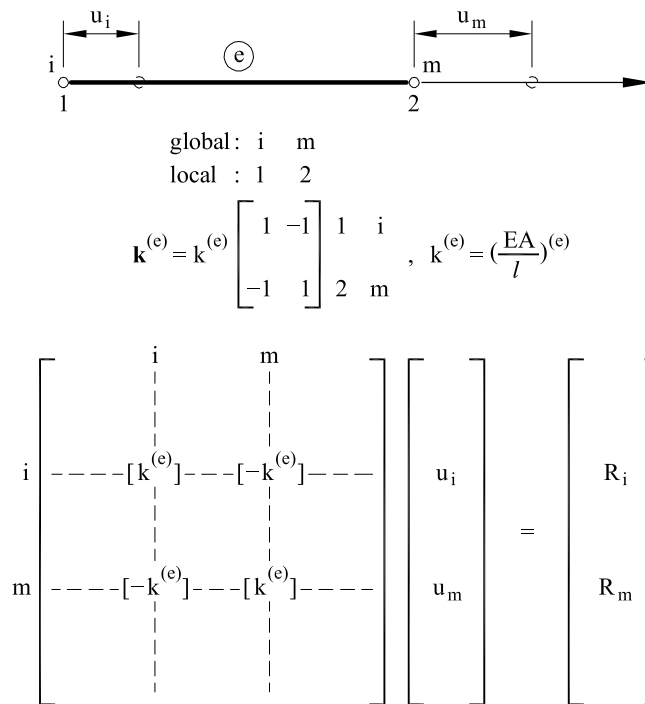 u_i u_m
i e m
1 2
global: i m
local : 1 2
k^(e) = k^(e) [ 1 −1 ] 1 i , k^(e) = (EA/l)^(e)
[ −1 1 ] 2 m
i m
i [k^(e)] [−k^(e)] u_i R_i
=
m [−k^(e)] [k^(e)] u_m R_m